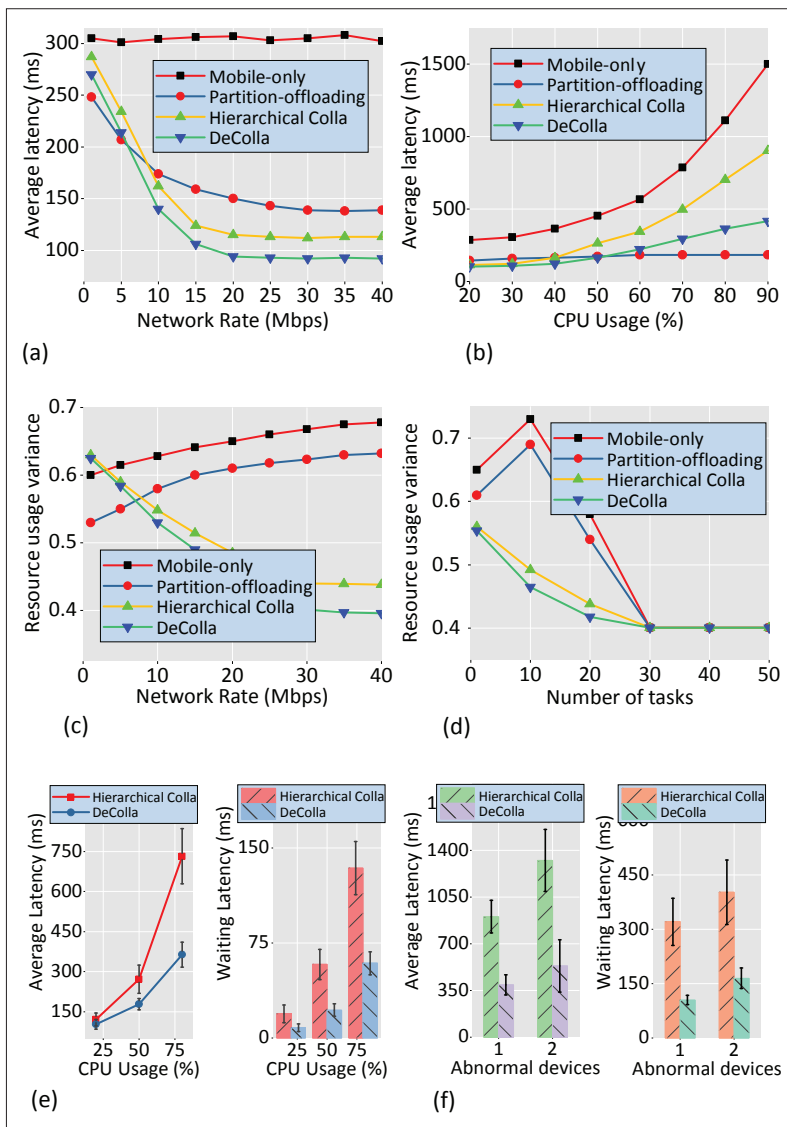 300
250
200
150
100
Average latency (ms)
Mobile-only
Partition-offloading
Hierarchical Colla
DeColla
0 5 10 15 20 25 30 35 40
Network Rate (Mbps)
(a)
1500
1000
500
0
Average latency (ms)
Mobile-only
Partition-offloading
Hierarchical Colla
DeColla
20 30 40 50 60 70 80 90
CPU Usage (%)
(b)
0.7
0.6
0.5
0.4
Resource usage variance
Mobile-only
Partition-offloading
Hierarchical Colla
DeColla
0 10 20 30 40
Network Rate (Mbps)
(c)
0.7
0.6
0.5
0.4
Resource usage variance
Mobile-only
Partition-offloading
Hierarchical Colla
DeColla
0 10 20 30 40 50
Number of tasks
(d)
Hierarchical Colla
DeColla
750
600
450
300
150
Average Latency (ms)
25 50 75
CPU Usage (%)
Hierarchical Colla
DeColla
150
75
0
Waiting Latency (ms)
25 50 75
CPU Usage (%)
(e)
Hierarchical Colla
DeColla
1400
1050
700
350
0
Average Latency (ms)
1 2
Abnormal devices
Hierarchical Colla
DeColla
450
300
150
0
Waiting Latency (ms)
1 2
Abnormal devices
(f)